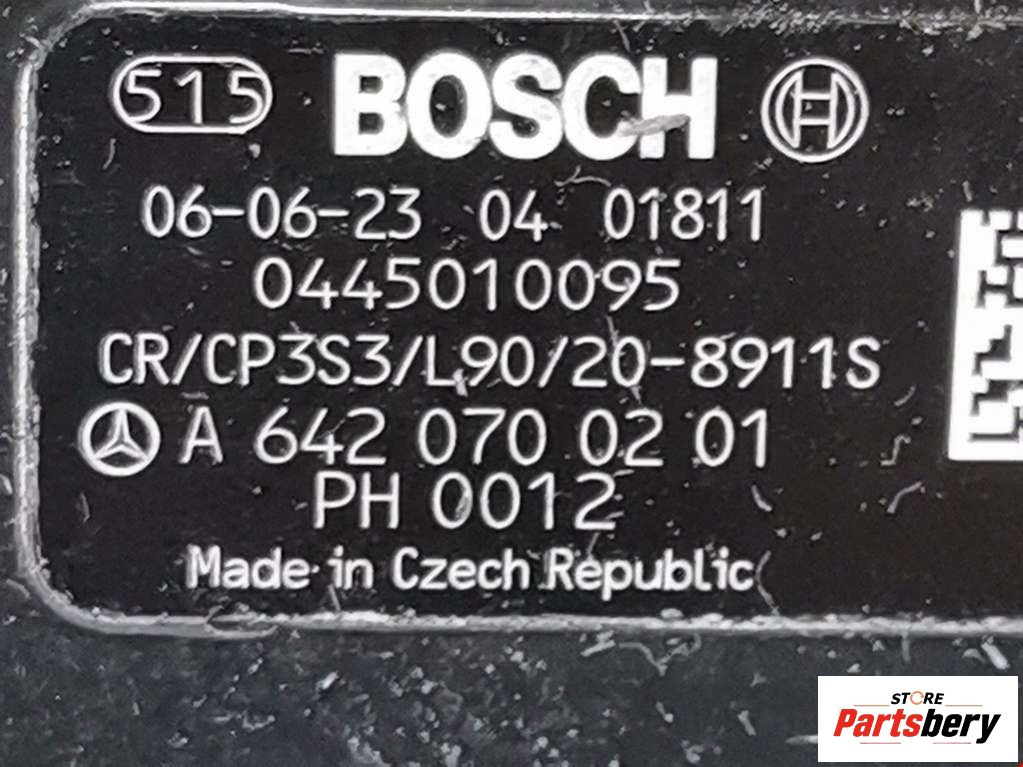 515 BOSCH
06-06-23 04 01811
0445010095
CR/CP3S3/L90/20-8911S
A 642 070 02 01
PH 0012
Made in Czech Republic
STORE
Partsbery